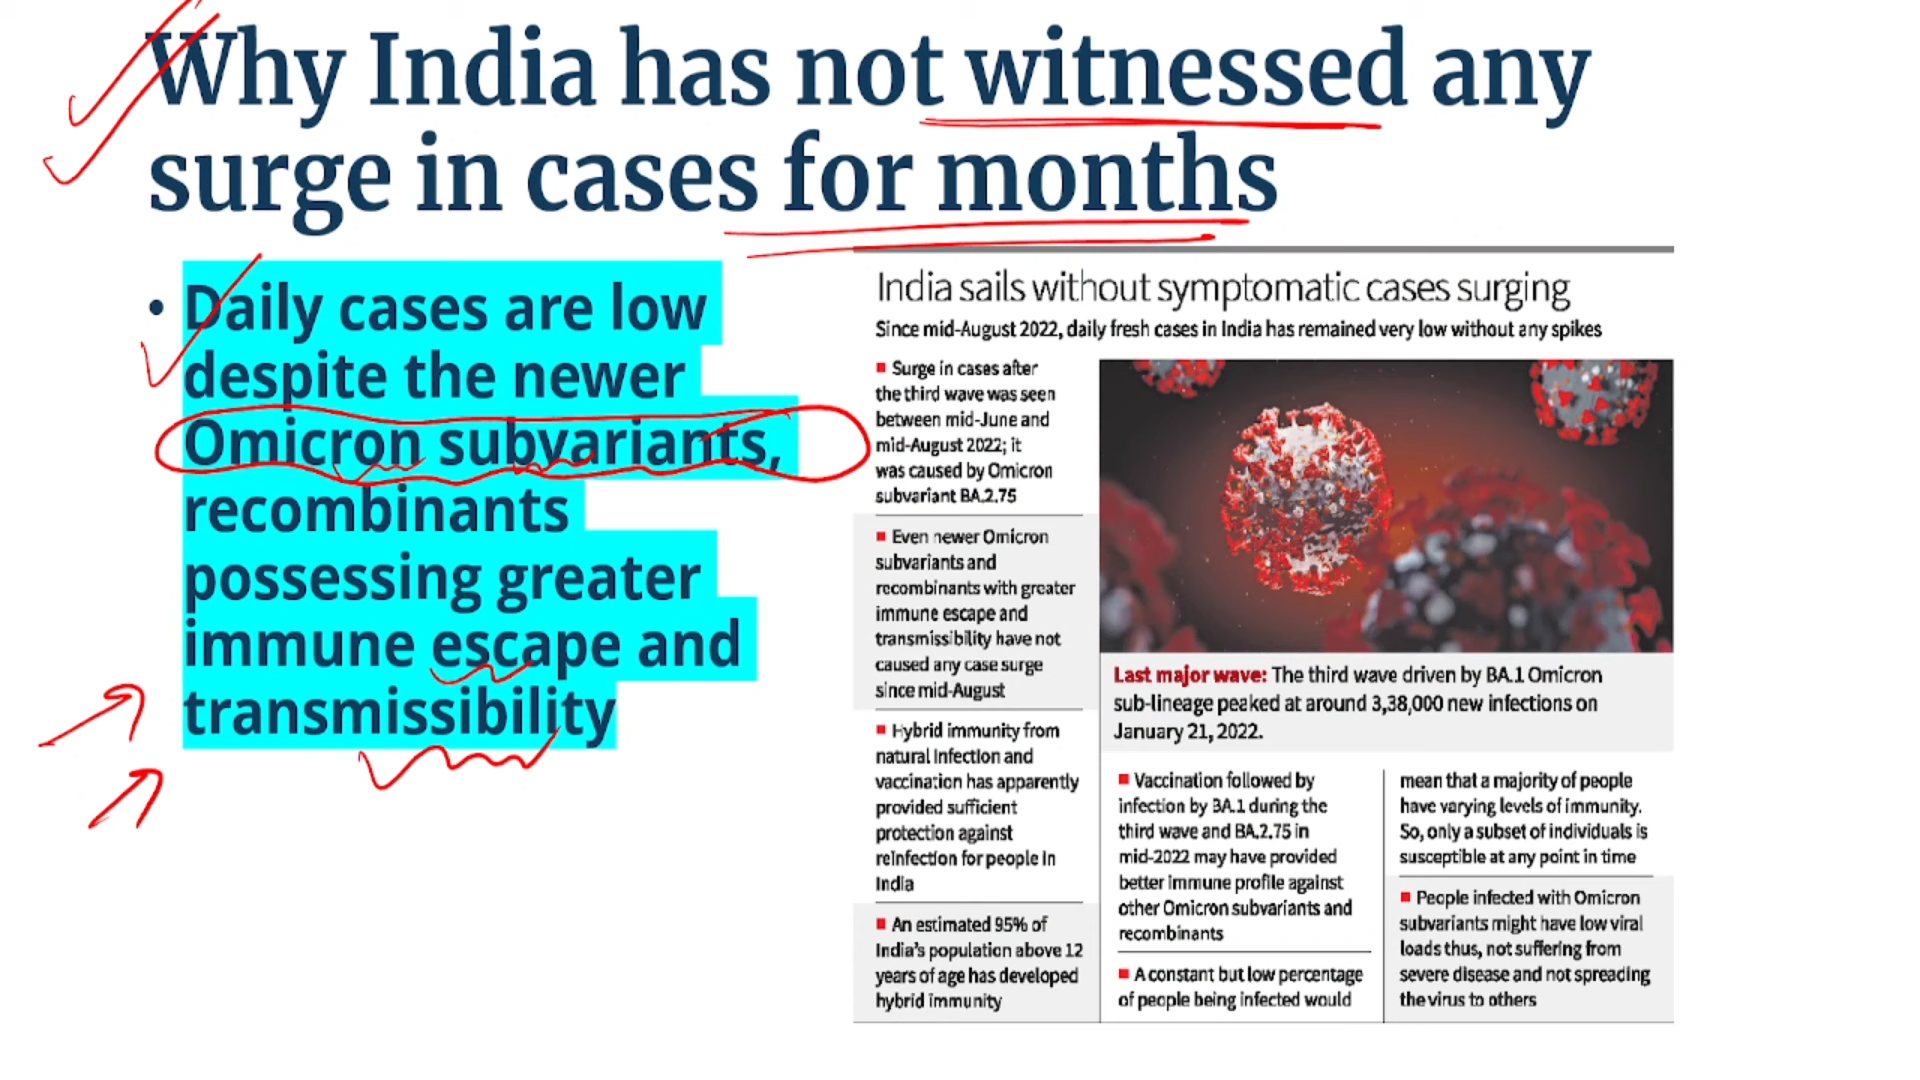 Why India has not witnessed any
surge in cases for months
• Daily cases are low
despite the newer
Omicron subvariants,
recombinants
possessing greater
immune escape and
transmissibility
India sails without symptomatic cases surging
Since mid-August 2022, daily fresh cases in India has remained very low without any spikes
Surge in cases after
the third wave was seen
between mid-June and
mid-August 2022; it
was caused by Omicron
subvariant BA.2.75
Even newer Omicron
subvariants and
recombinants with greater
immune escape and
transmissibility have not
caused any case surge
since mid-August
Hybrid immunity from
natural infection and
vaccination has apparently
provided sufficient
protection against
reinfection for people in
India
An estimated 95% of
India's population above 12
years of age has developed
hybrid immunity
Last major wave: The third wave driven by BA.1 Omicron
sub-lineage peaked at around 3,38,000 new infections on
January 21, 2022.
Vaccination followed by
infection by BA.1 during the
third wave and BA.2.75 in
mid-2022 may have provided
better immune profile against
other Omicron subvariants and
recombinants
A constant but low percentage
of people being infected would
mean that a majority of people
have varying levels of immunity.
So, only a subset of individuals is
susceptible at any point in time
People infected with Omicron
subvariants might have low viral
loads thus, not suffering from
severe disease and not spreading
the virus to others